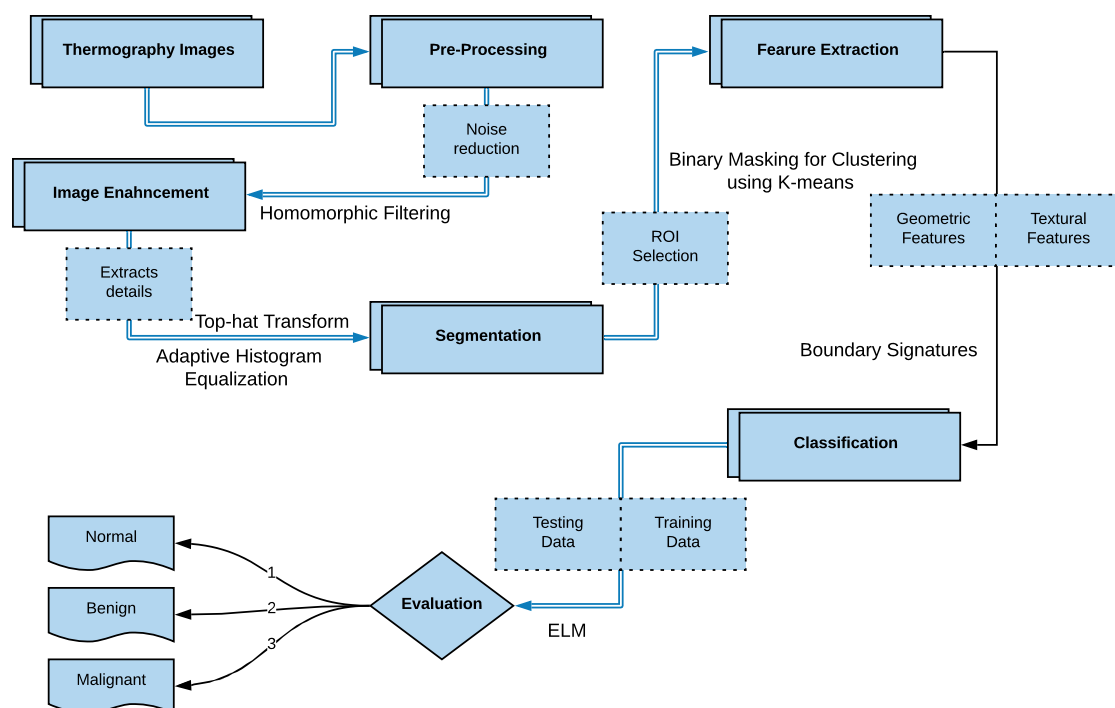 Thermography Images
Pre-Processing
Fearure Extraction
Noise
reduction
Image Enahncement
Homomorphic Filtering
Binary Masking for Clustering
using K-means
Geometric
Features
Textural
Features
ROI
Selection
Extracts
details
Top-hat Transform
Adaptive Histogram
Equalization
Segmentation
Boundary Signatures
Classification
Testing
Data
Training
Data
ELM
Evaluation
1
2
3
Normal
Benign
Malignant